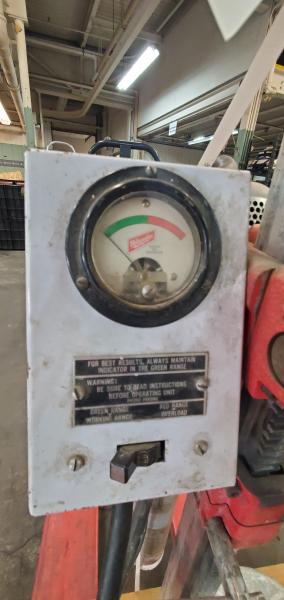 Milwaukee
FOR BEST RESULTS, ALWAYS MAINTAIN
INDICATOR IN THE GREEN RANGE
WARNING:
BE SURE TO READ INSTRUCTIONS
BEFORE OPERATING UNIT
GREEN RANGE RED RANGE
WORKING RANGE OVERLOAD